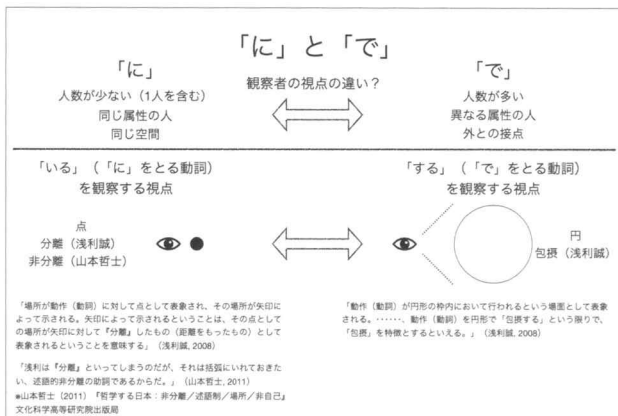 「に」と「で」
「に」
人数が少ない（1人を含む）
同じ属性の人
同じ空間
観察者の視点の違い？
「で」
人数が多い
異なる属性の人
外との接点
「いる」（「に」をとる動詞）
を観察する視点
点
分離（浅利誠）
非分離（山本哲士）
「する」（「で」をとる動詞）
を観察する視点
円
包摂（浅利誠）
「場所が動作（動詞）に対して点として表象され、その場所が矢印に
よって示される。矢印によって示されるということは、その点として
の場所が矢印に対して『分離』したもの（距離をもったもの）として
表象されるということを意味する」（浅利誠, 2008）
「浅利は『分離』といってしまうのだが、それは括弧にいれておきた
い、述語的非分離の助詞であるからだ。」（山本哲士, 2011）
※山本哲士（2011）『哲学する日本：非分離／述語制／場所／非自己』
文化科学高等研究院出版局
「動作（動詞）が円形の枠内において行われるという場面として表象
される。‥‥‥、動作（動詞）を円形で「包摂する」という限りで、
「包摂」を特徴とするといえる。」（浅利誠, 2008）